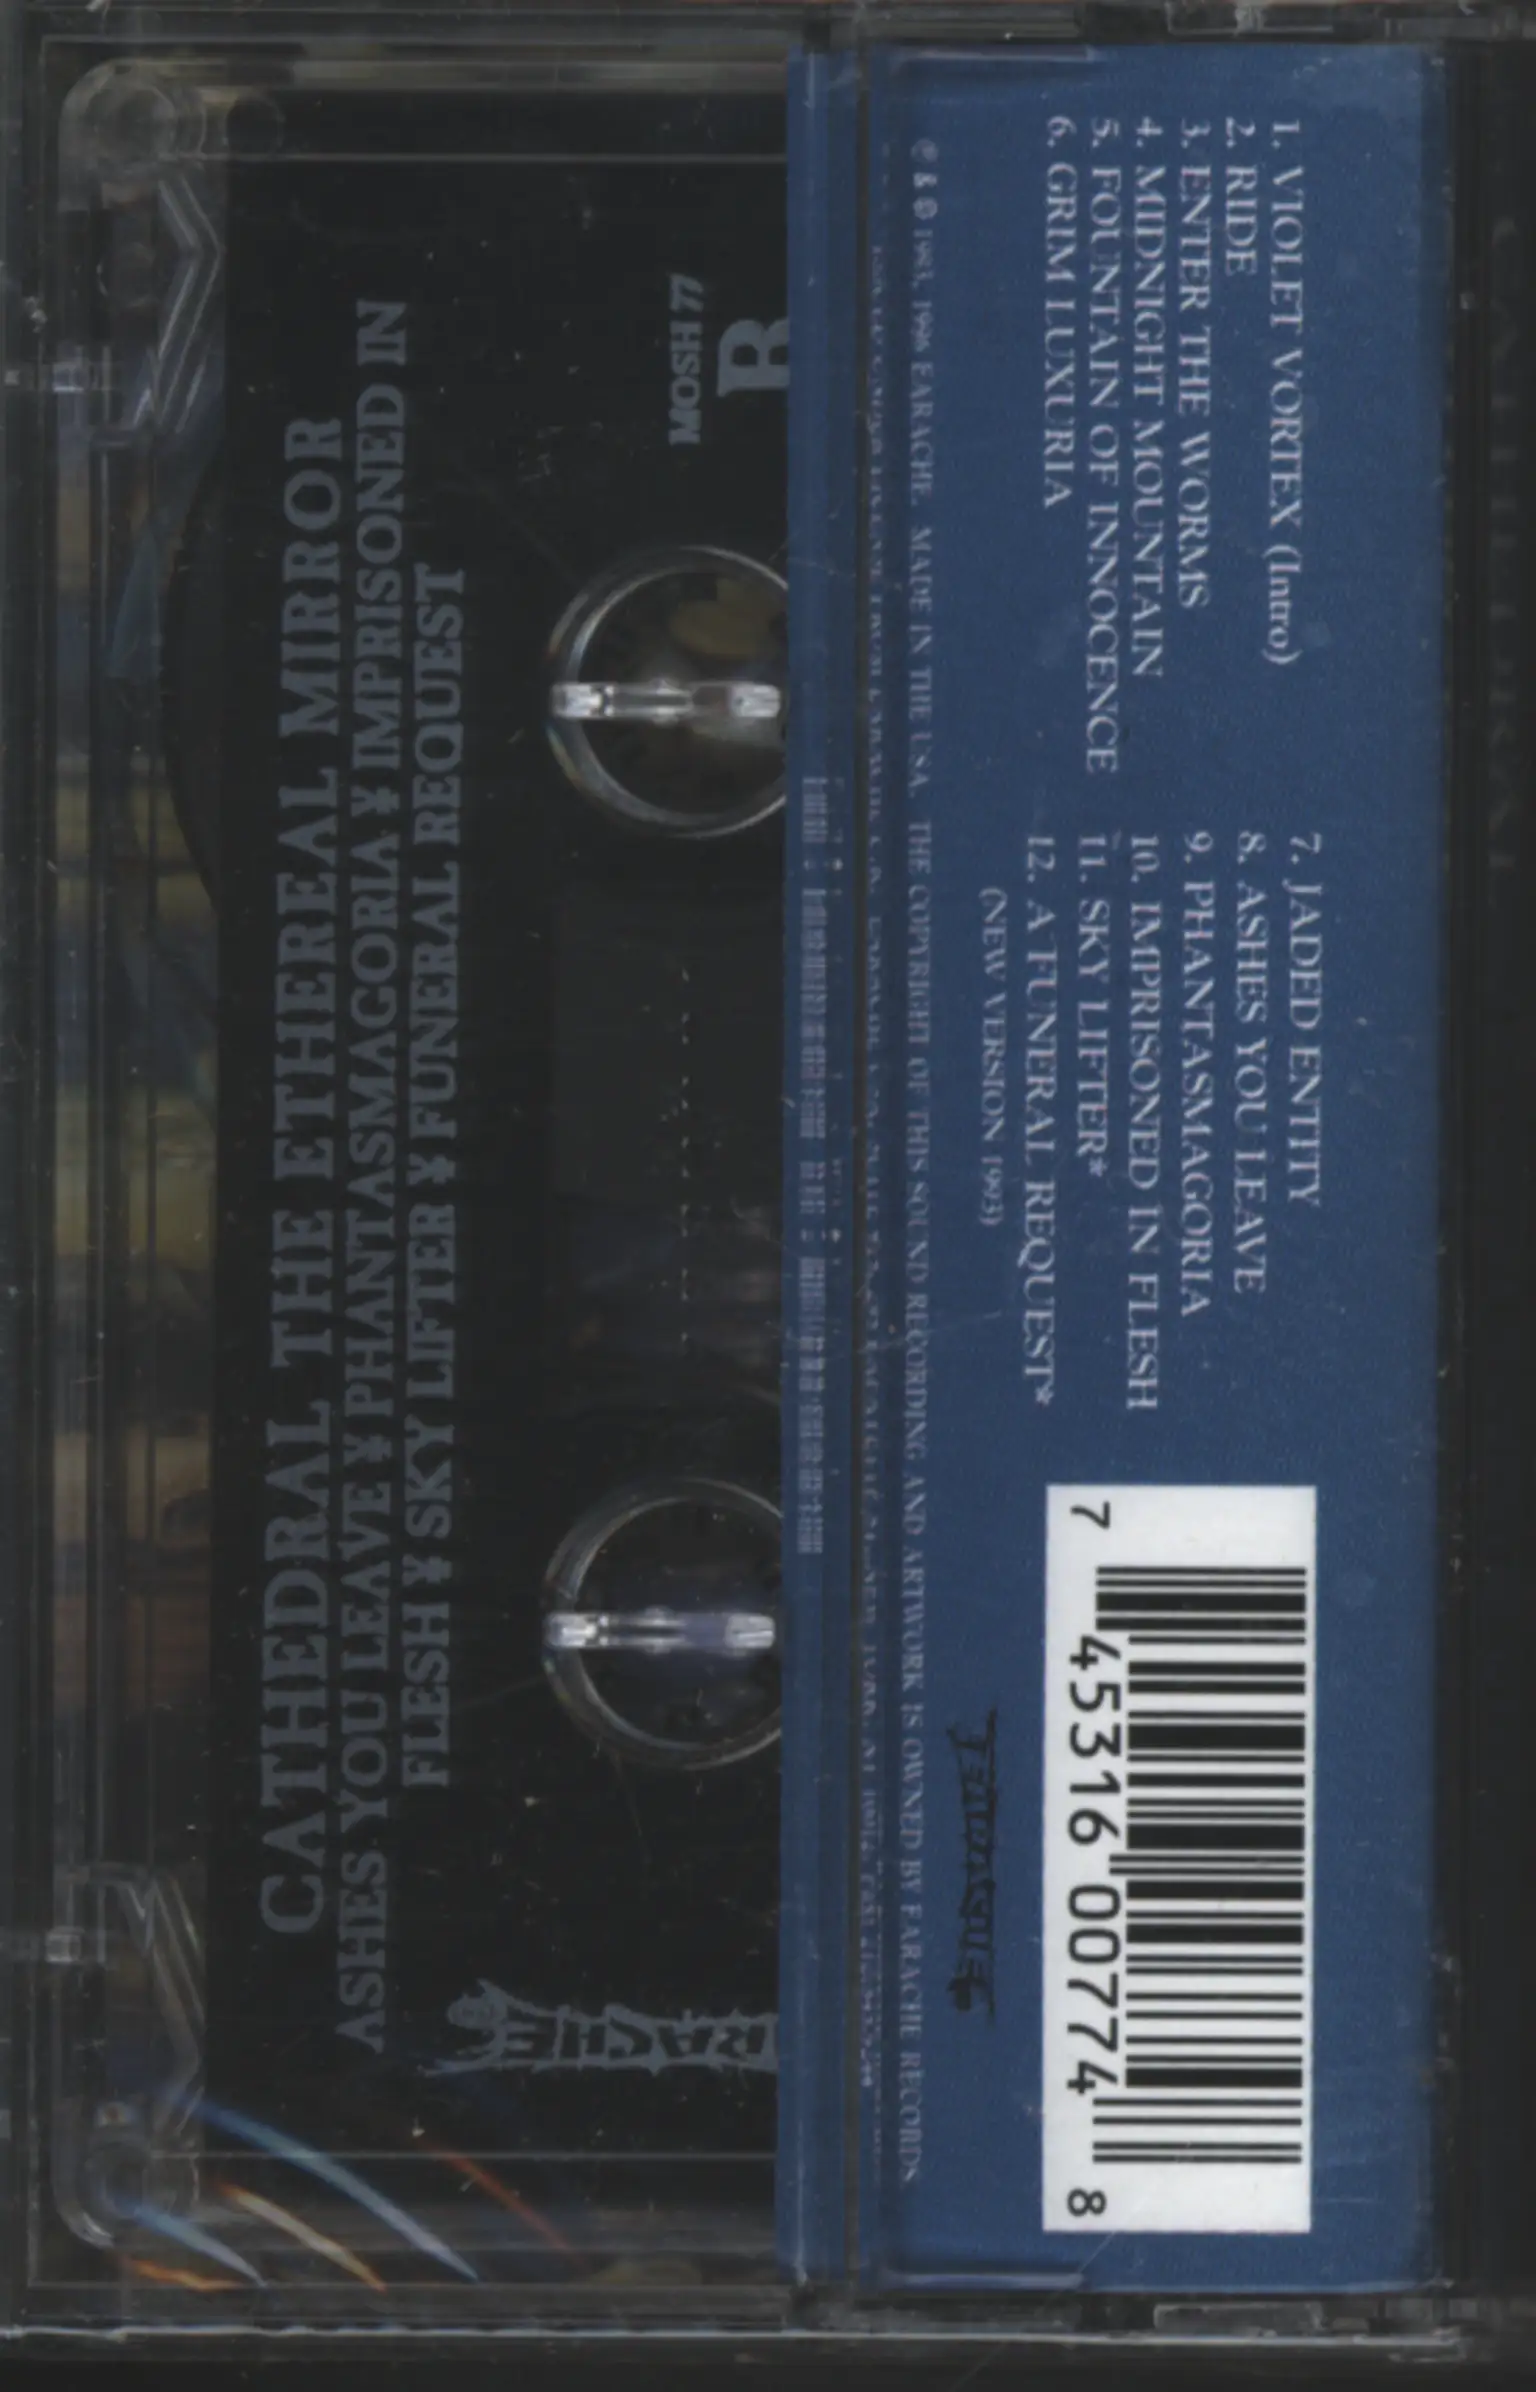 1. VIOLET VORTEX (Intro)
2. RIDE
3. ENTER THE WORMS
4. MIDNIGHT MOUNTAIN
5. FOUNTAIN OF INNOCENCE
6. GRIM LUXURIA
7. JADED ENTITY
8. ASHES YOU LEAVE
9. PHANTASMAGORIA
10. IMPRISONED IN FLESH
11. SKY LIFTER*
12. A FUNERAL REQUEST*
(NEW VERSION 1993)
7 45316 00774 8
℗ & © 1993, 1996 EARACHE. MADE IN THE USA. THE COPYRIGHT OF THIS SOUND RECORDING AND ARTWORK IS OWNED BY EARACHE RECORDS
B
MOSH 77
CATHEDRAL THE ETHEREAL MIRROR
ASHES YOU LEAVE ¥ PHANTASMAGORIA ¥ IMPRISONED IN
FLESH ¥ SKY LIFTER ¥ FUNERAL REQUEST